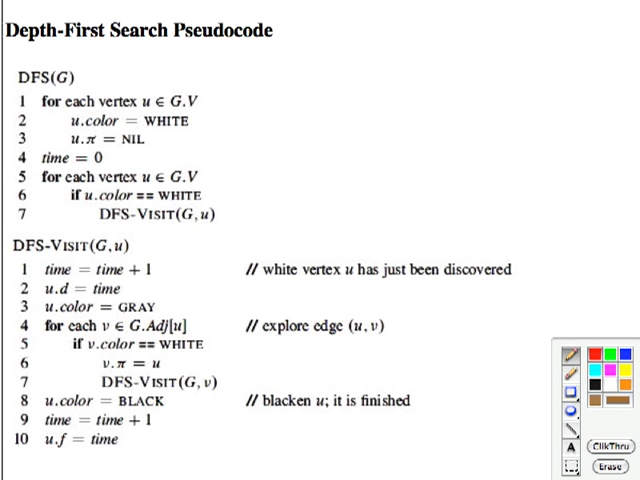 Depth-First Search Pseudocode
DFS(G)
1 for each vertex u ∈ G.V
2 u.color = WHITE
3 u.π = NIL
4 time = 0
5 for each vertex u ∈ G.V
6 if u.color == WHITE
7 DFS-VISIT(G,u)
DFS-VISIT(G,u)
1 time = time + 1 // white vertex u has just been discovered
2 u.d = time
3 u.color = GRAY
4 for each v ∈ G.Adj[u] // explore edge (u,v)
5 if v.color == WHITE
6 v.π = u
7 DFS-VISIT(G,v)
8 u.color = BLACK // blacken u; it is finished
9 time = time + 1
10 u.f = time
A
ClikThru
Erase